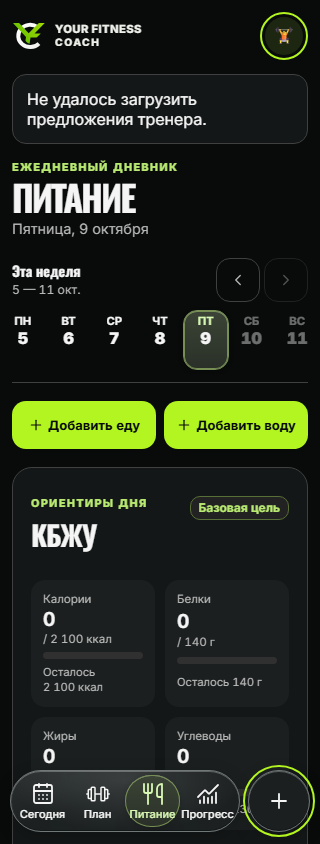 YOUR FITNESS
COACH
Не удалось загрузить
предложения тренера.
ЕЖЕДНЕВНЫЙ ДНЕВНИК
ПИТАНИЕ
Пятница, 9 октября
Эта неделя
5 — 11 окт.
ПН ВТ СР ЧТ ПТ СБ ВС
5 6 7 8 9 10 11
+ Добавить еду + Добавить воду
ОРИЕНТИРЫ ДНЯ Базовая цель
КБЖУ
Калории
0
/ 2 100 ккал
Осталось
2 100 ккал
Белки
0
/ 140 г
Осталось 140 г
Жиры
0
Углеводы
0
Сегодня План Питание Прогресс +